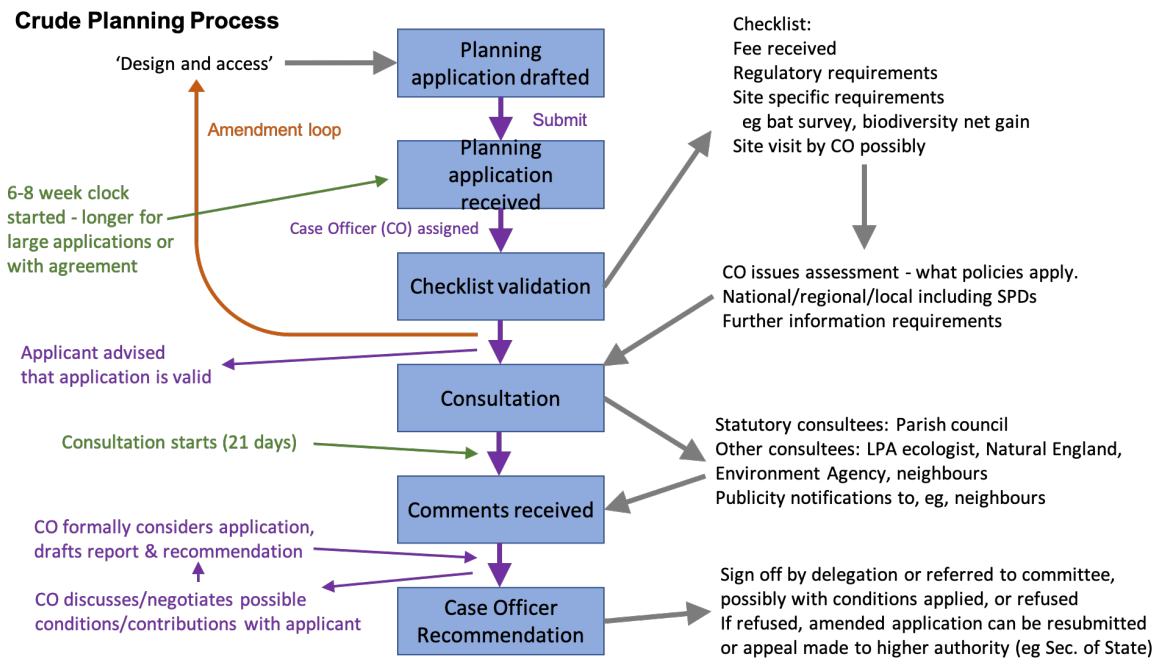 Crude Planning Process
'Design and access'
Planning
application drafted
Submit
Amendment loop
Planning
application
received
6-8 week clock
started - longer for
large applications or
with agreement
Case Officer (CO) assigned
Checklist validation
Checklist:
Fee received
Regulatory requirements
Site specific requirements
eg bat survey, biodiversity net gain
Site visit by CO possibly
CO issues assessment - what policies apply.
National/regional/local including SPDs
Further information requirements
Applicant advised
that application is valid
Consultation
Consultation starts (21 days)
Statutory consultees: Parish council
Other consultees: LPA ecologist, Natural England,
Environment Agency, neighbours
Publicity notifications to, eg, neighbours
Comments received
CO formally considers application,
drafts report & recommendation
CO discusses/negotiates possible
conditions/contributions with applicant
Case Officer
Recommendation
Sign off by delegation or referred to committee,
possibly with conditions applied, or refused
If refused, amended application can be resubmitted
or appeal made to higher authority (eg Sec. of State)